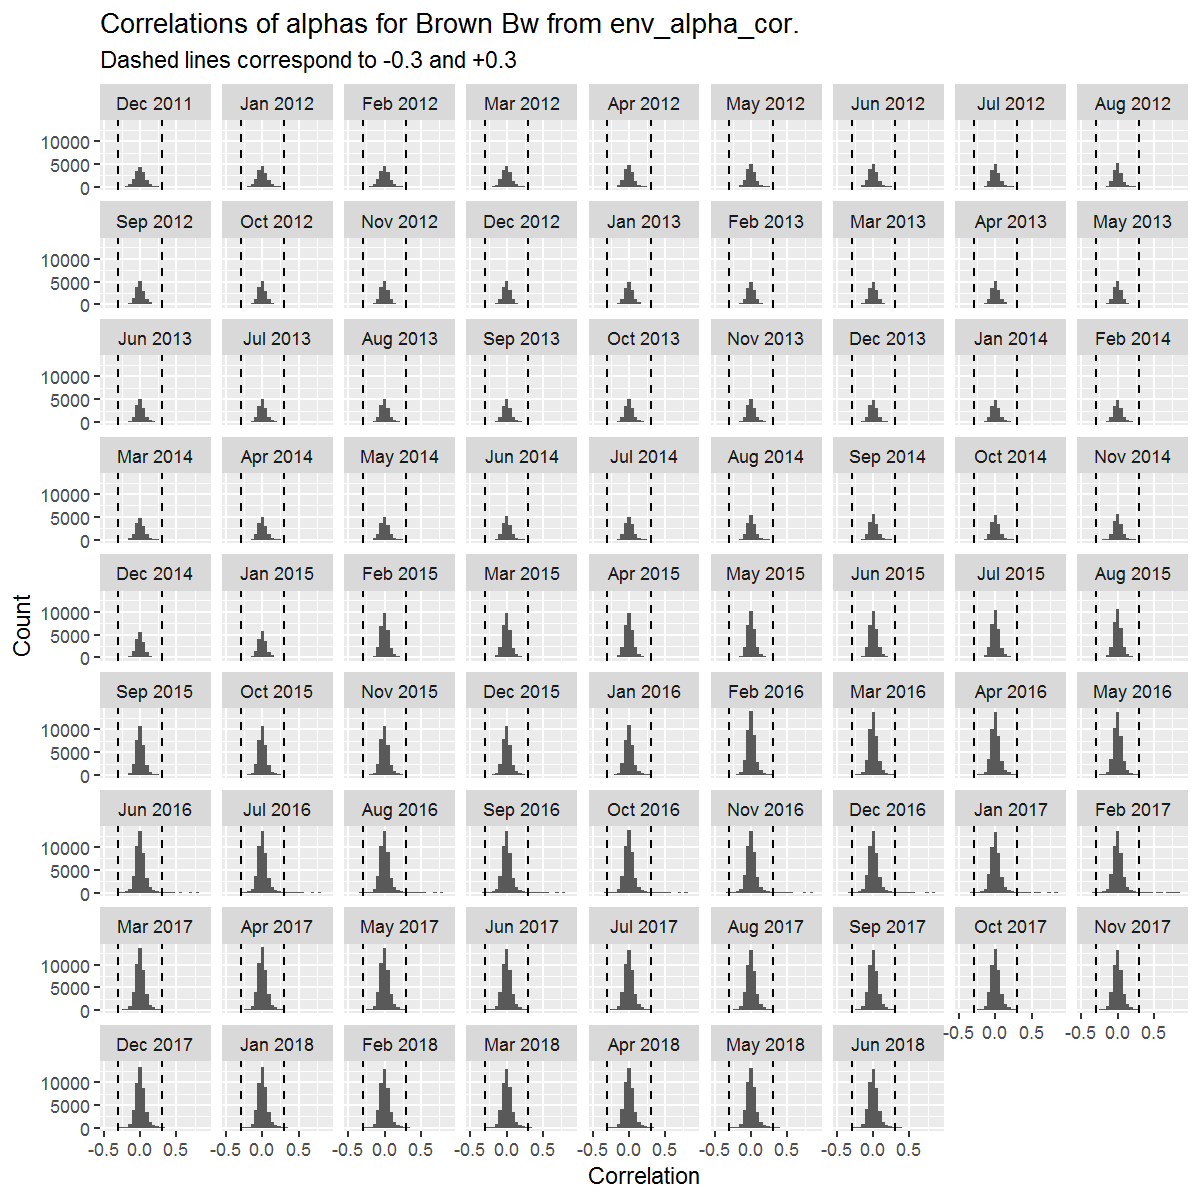 Correlations of alphas for Brown Bw from env_alpha_cor.
Dashed lines correspond to -0.3 and +0.3
Dec 2011 Jan 2012 Feb 2012 Mar 2012 Apr 2012 May 2012 Jun 2012 Jul 2012 Aug 2012
10000
5000
0
Sep 2012 Oct 2012 Nov 2012 Dec 2012 Jan 2013 Feb 2013 Mar 2013 Apr 2013 May 2013
10000
5000
0
Jun 2013 Jul 2013 Aug 2013 Sep 2013 Oct 2013 Nov 2013 Dec 2013 Jan 2014 Feb 2014
10000
5000
0
Mar 2014 Apr 2014 May 2014 Jun 2014 Jul 2014 Aug 2014 Sep 2014 Oct 2014 Nov 2014
10000
5000
0
Dec 2014 Jan 2015 Feb 2015 Mar 2015 Apr 2015 May 2015 Jun 2015 Jul 2015 Aug 2015
10000
5000
0
Count
Sep 2015 Oct 2015 Nov 2015 Dec 2015 Jan 2016 Feb 2016 Mar 2016 Apr 2016 May 2016
10000
5000
0
Jun 2016 Jul 2016 Aug 2016 Sep 2016 Oct 2016 Nov 2016 Dec 2016 Jan 2017 Feb 2017
10000
5000
0
Mar 2017 Apr 2017 May 2017 Jun 2017 Jul 2017 Aug 2017 Sep 2017 Oct 2017 Nov 2017
10000
5000
0
-0.5 0.0 0.5 -0.5 0.0 0.5
Dec 2017 Jan 2018 Feb 2018 Mar 2018 Apr 2018 May 2018 Jun 2018
10000
5000
0
-0.5 0.0 0.5 -0.5 0.0 0.5 -0.5 0.0 0.5 -0.5 0.0 0.5 -0.5 0.0 0.5 -0.5 0.0 0.5 -0.5 0.0 0.5
Correlation